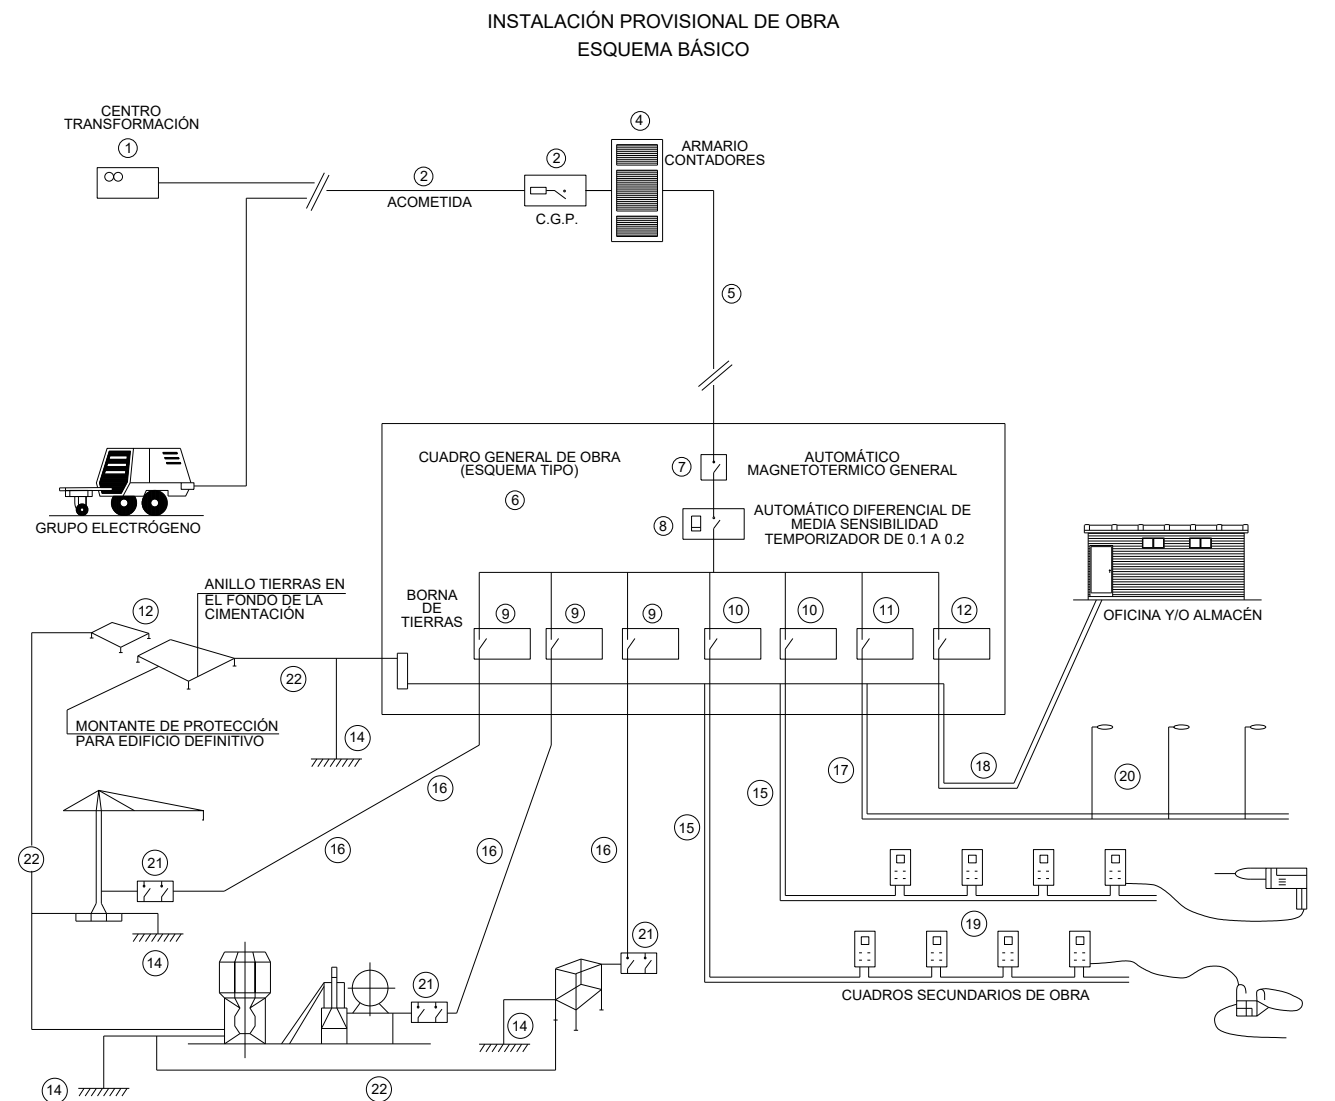 INSTALACIÓN PROVISIONAL DE OBRA
ESQUEMA BÁSICO
CENTRO
TRANSFORMACIÓN
1
2
ACOMETIDA
2
C.G.P.
4
ARMARIO
CONTADORES
5
GRUPO ELECTRÓGENO
CUADRO GENERAL DE OBRA
(ESQUEMA TIPO)
6
7
AUTOMÁTICO
MAGNETOTERMICO GENERAL
8
AUTOMÁTICO DIFERENCIAL DE
MEDIA SENSIBILIDAD
TEMPORIZADOR DE 0.1 A 0.2
BORNA
DE
TIERRAS
9
9
9
10
10
11
12
OFICINA Y/O ALMACÉN
ANILLO TIERRAS EN
EL FONDO DE LA
CIMENTACIÓN
12
22
MONTANTE DE PROTECCIÓN
PARA EDIFICIO DEFINITIVO
14
16
16
16
16
15
15
17
18
20
22
21
14
21
21
14
14
22
19
CUADROS SECUNDARIOS DE OBRA